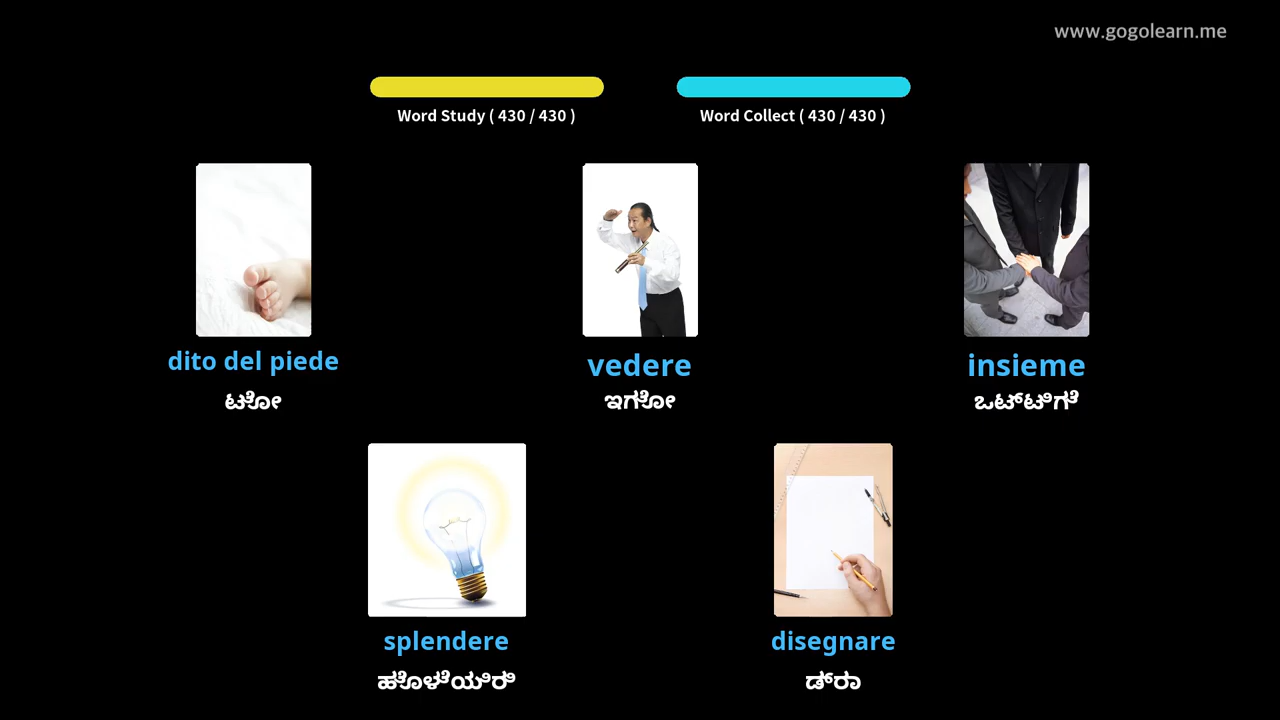 www.gogolearn.me
Word Study ( 430 / 430 )
Word Collect ( 430 / 430 )
dito del piede
ಟೋ
vedere
ಇಗೋ
insieme
ಒಟ್ಟಿಗೆ
splendere
ಹೊಳೆಯಿರಿ
disegnare
ಡ್ರಾ